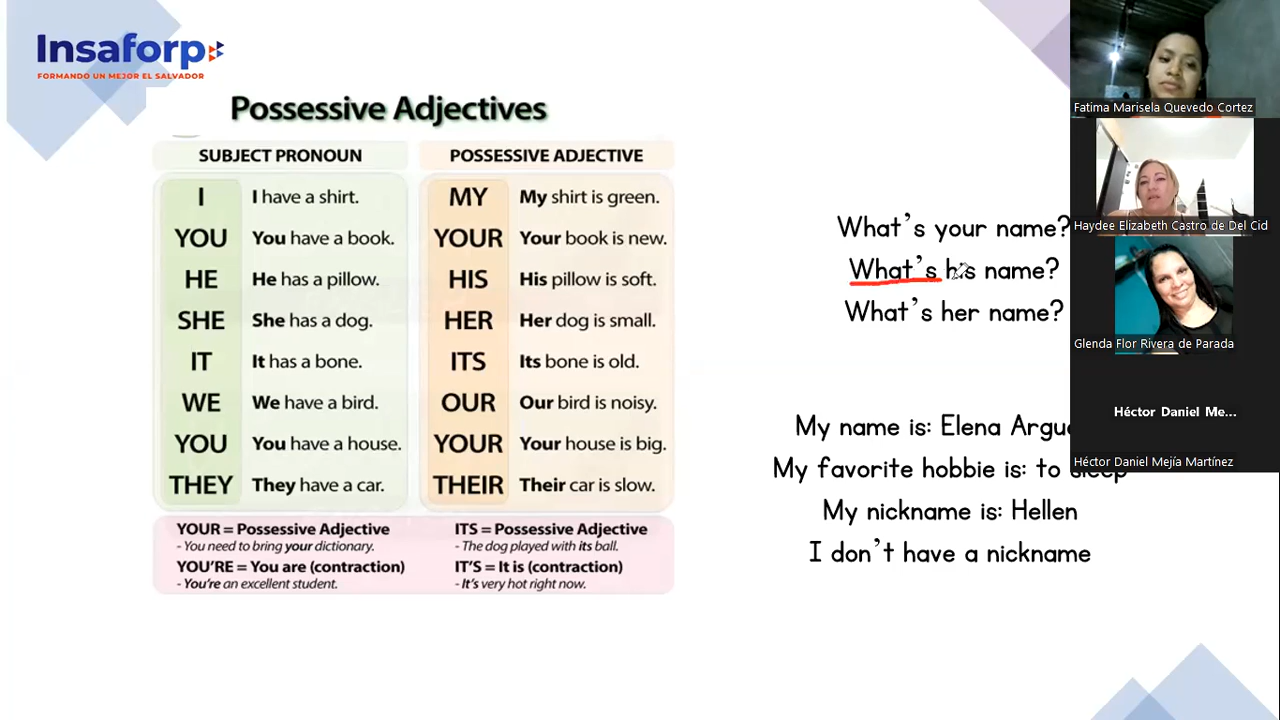 Insaforp
FORMANDO UN MEJOR EL SALVADOR
Possessive Adjectives
SUBJECT PRONOUN
I I have a shirt.
YOU You have a book.
HE He has a pillow.
SHE She has a dog.
IT It has a bone.
WE We have a bird.
YOU You have a house.
THEY They have a car.
POSSESSIVE ADJECTIVE
MY My shirt is green.
YOUR Your book is new.
HIS His pillow is soft.
HER Her dog is small.
ITS Its bone is old.
OUR Our bird is noisy.
YOUR Your house is big.
THEIR Their car is slow.
YOUR = Possessive Adjective
- You need to bring your dictionary.
YOU'RE = You are (contraction)
- You're an excellent student.
ITS = Possessive Adjective
- The dog played with its ball.
IT'S = It is (contraction)
- It's very hot right now.
What's your name?
What's his name?
What's her name?
My name is: Elena
My favorite hobbie is: to sleep
My nickname is: Hellen
I don't have a nickname
Fatima Marisela Quevedo Cortez
Haydee Elizabeth Castro de Del Cid
Glenda Flor Rivera de Parada
Héctor Daniel Me...
Héctor Daniel Mejía Martínez